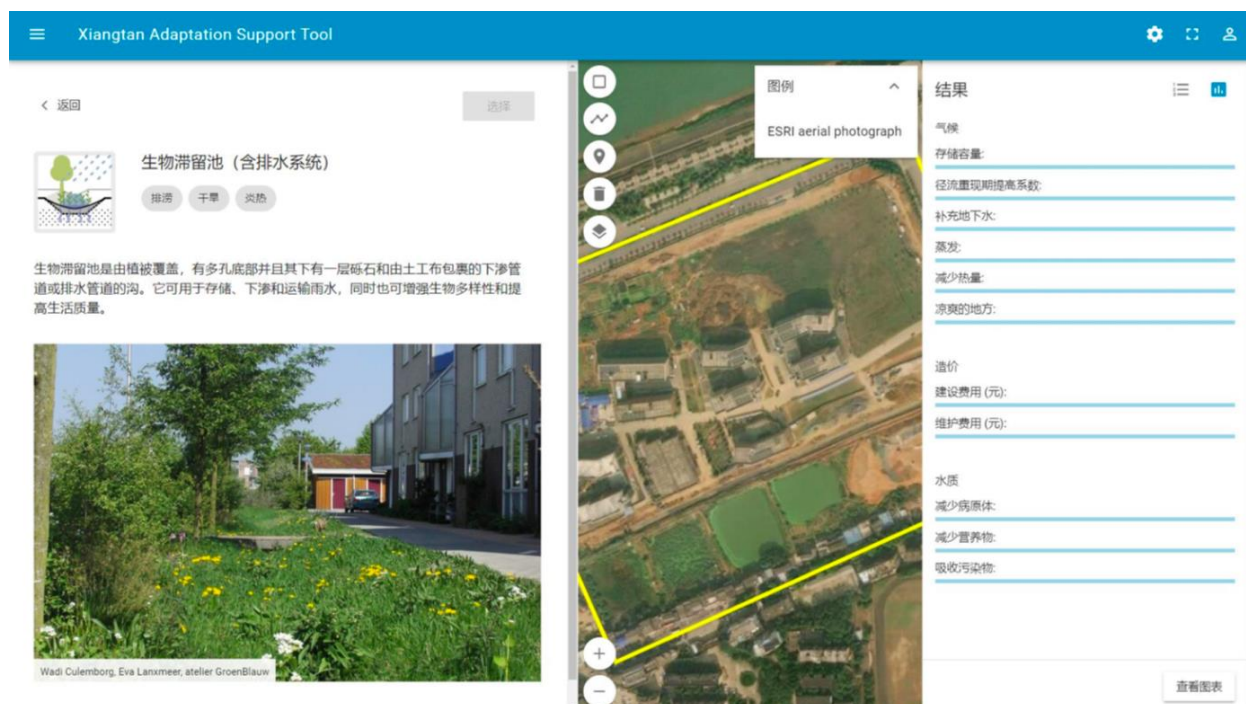 Xiangtan Adaptation Support Tool
返回
选择
生物滞留池（含排水系统）
排涝
干旱
炎热
生物滞留池是由植被覆盖，有多孔底部并且其下有一层砾石和由土工布包裹的下渗管
道或排水管道的沟。它可用于存储、下渗和运输雨水，同时也可增强生物多样性和提
高生活质量。
Wadi Culemborg, Eva Lanxmeer, atelier GroenBlauw
图例
ESRI aerial photograph
结果
气候
存储容量:
径流重现期提高系数:
补充地下水:
蒸发:
减少热量:
凉爽的地方:
造价
建设费用 (元):
维护费用 (元):
水质
减少病原体:
减少营养物:
吸收污染物:
查看图表